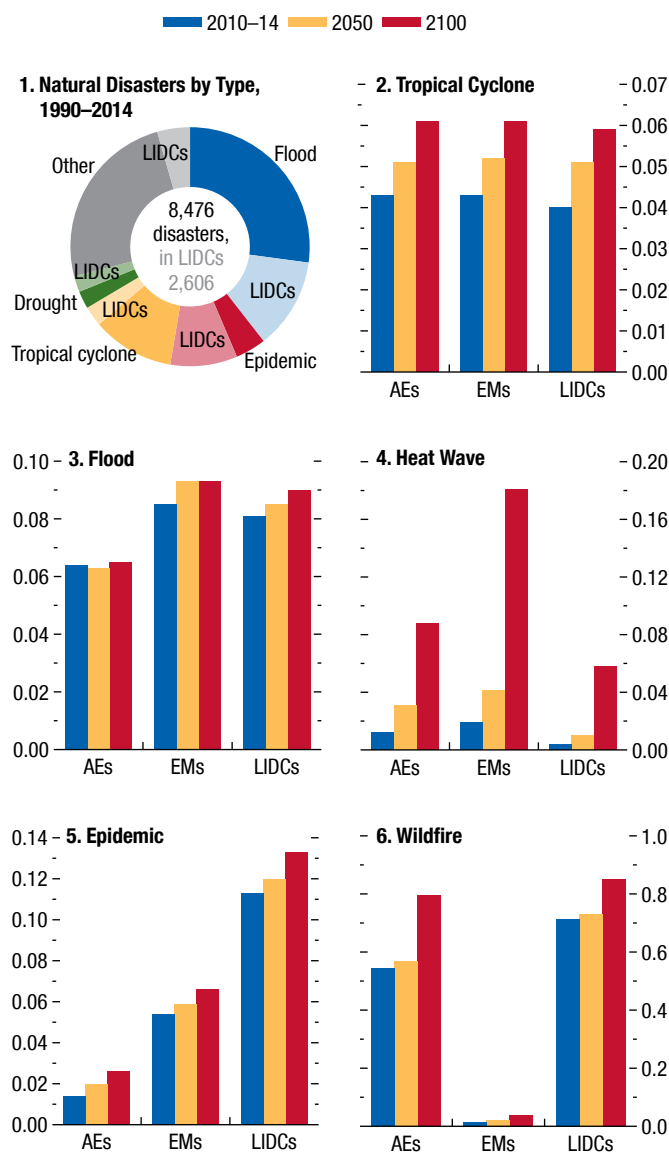 2010–14 2050 2100
1. Natural Disasters by Type,
1990–2014
Other
LIDCs
Flood
8,476
disasters,
in LIDCs
2,606
LIDCs
LIDCs
Drought
LIDCs
LIDCs
Tropical cyclone
Epidemic
2. Tropical Cyclone
0.07
0.06
0.05
0.04
0.03
0.02
0.01
0.00
AEs EMs LIDCs
3. Flood
0.10
0.08
0.06
0.04
0.02
0.00
AEs EMs LIDCs
4. Heat Wave
0.20
0.16
0.12
0.08
0.04
0.00
AEs EMs LIDCs
5. Epidemic
0.14
0.12
0.10
0.08
0.06
0.04
0.02
0.00
AEs EMs LIDCs
6. Wildfire
1.0
0.8
0.6
0.4
0.2
0.0
AEs EMs LIDCs